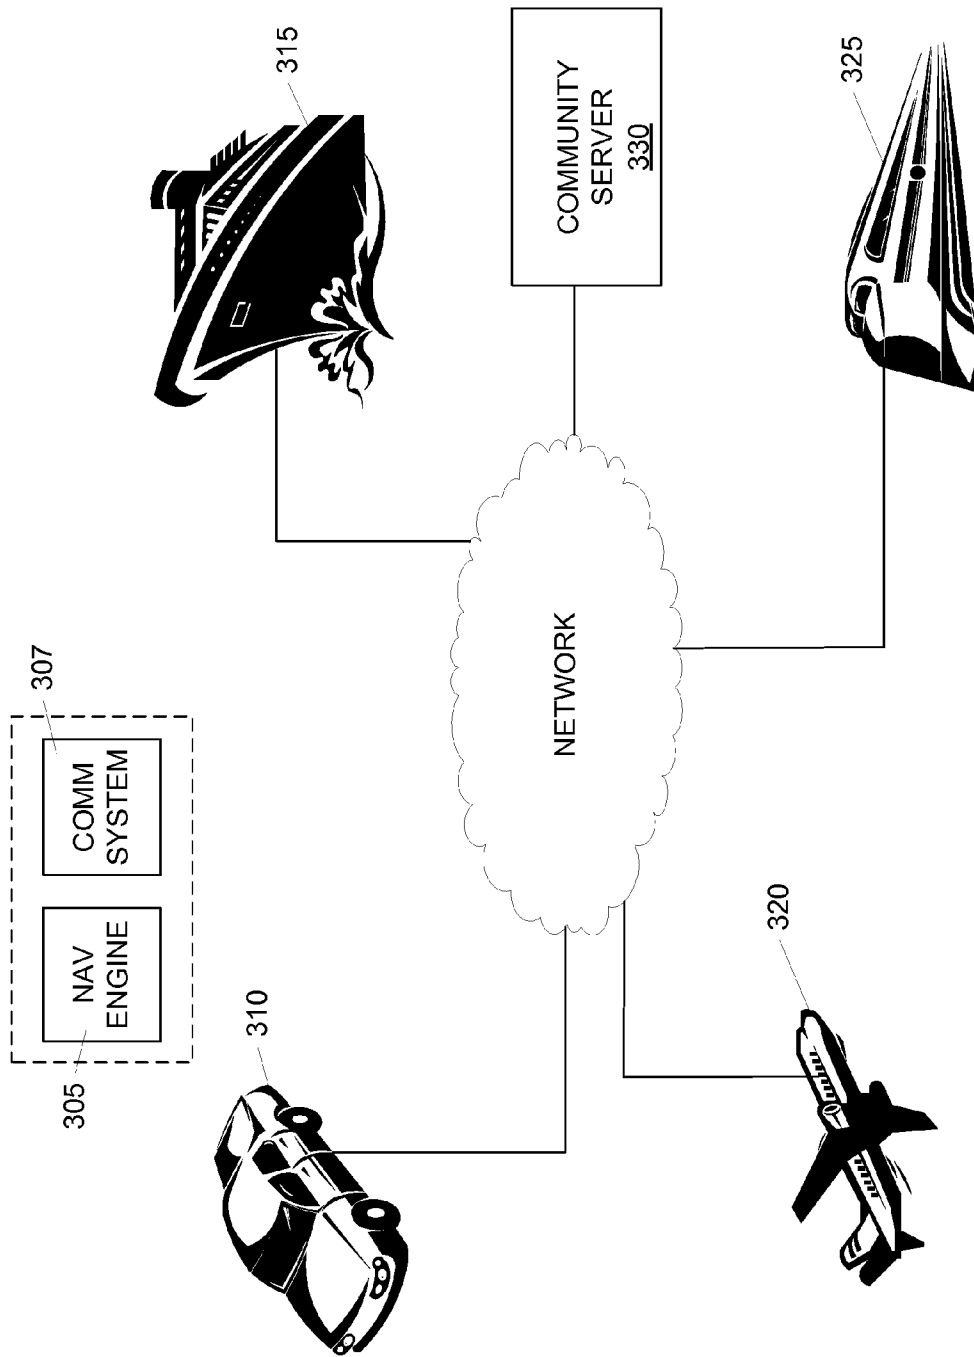 305
NAV
ENGINE
COMM
SYSTEM
307
310
315
NETWORK
COMMUNITY
SERVER
330
320
325